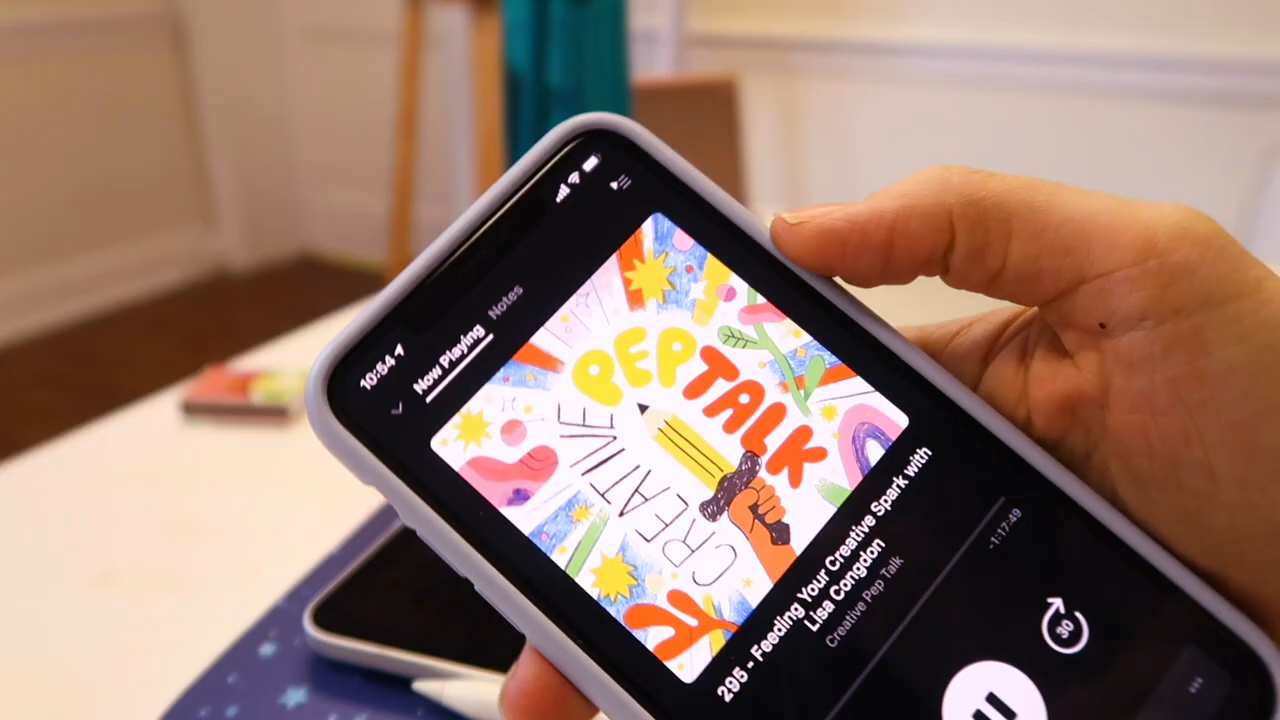 10:54
Now Playing Notes
CREATIVE
PEP
TALK
295 - Feeding Your Creative Spark with
Lisa Congdon
Creative Pep Talk
-1:17:49
30